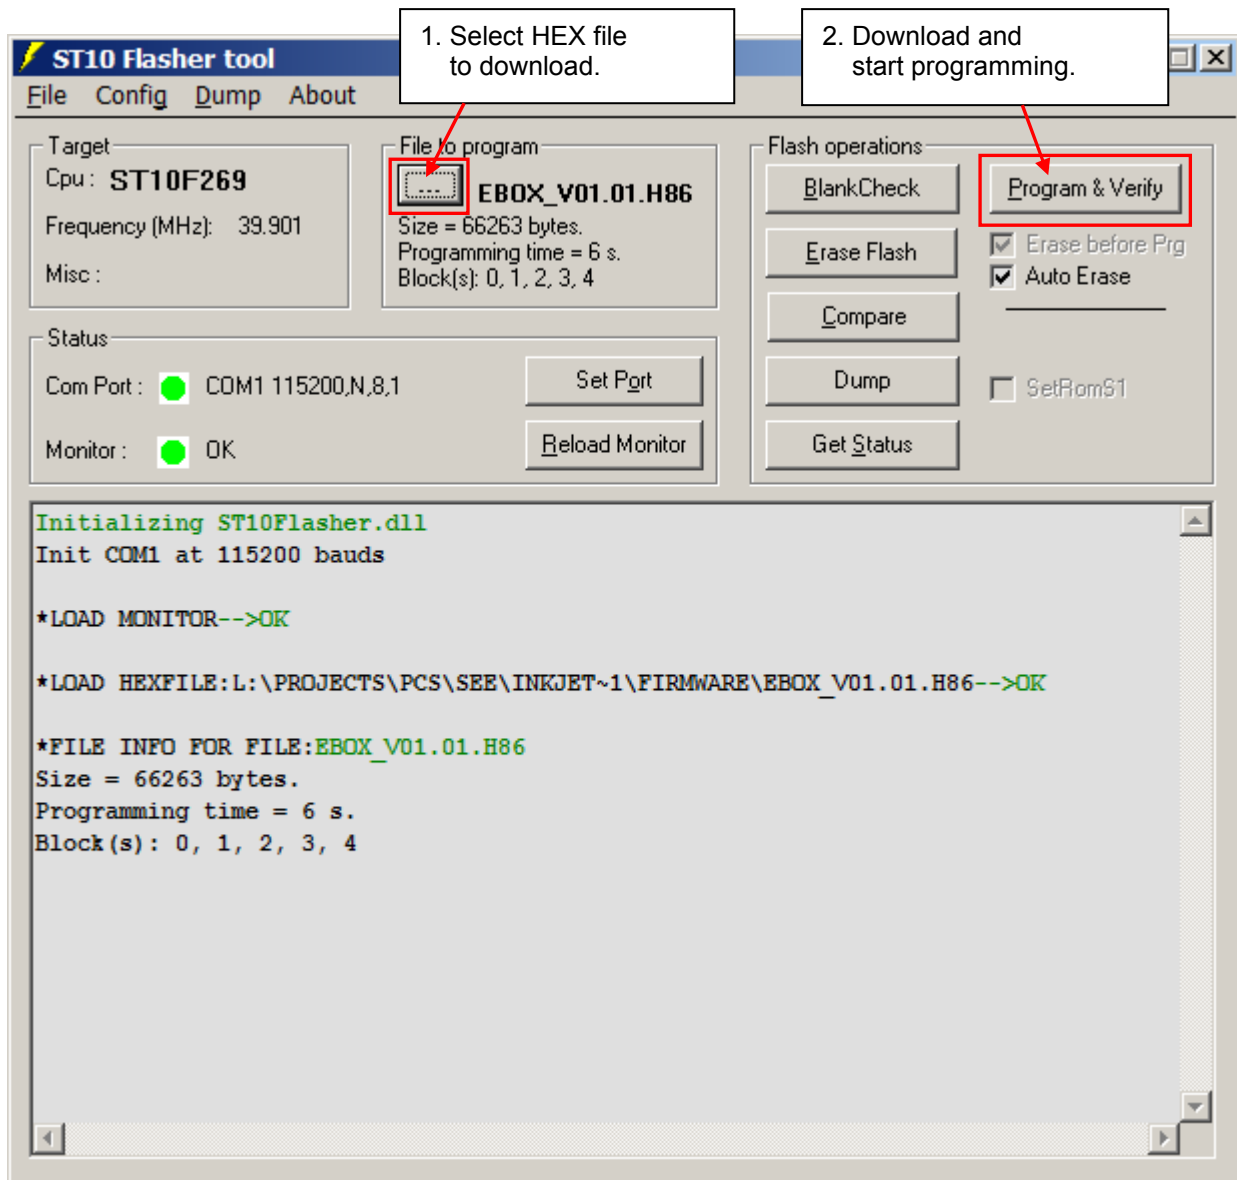 1. Select HEX file
to download.
2. Download and
start programming.
ST10 Flasher tool
File Config Dump About
Target
Cpu : ST10F269
Frequency (MHz): 39.901
Misc :
File to program
... EBOX_V01.01.H86
Size = 66263 bytes.
Programming time = 6 s.
Block(s): 0, 1, 2, 3, 4
Flash operations
BlankCheck
Program & Verify
Erase Flash
Erase before Prg
Auto Erase
Compare
Dump
SetRomS1
Get Status
Status
Com Port : COM1 115200,N,8,1
Set Port
Monitor : OK
Reload Monitor
Initializing ST10Flasher.dll
Init COM1 at 115200 bauds
*LOAD MONITOR-->OK
*LOAD HEXFILE:L:\PROJECTS\PCS\SEE\INKJET~1\FIRMWARE\EBOX_V01.01.H86-->OK
*FILE INFO FOR FILE:EBOX_V01.01.H86
Size = 66263 bytes.
Programming time = 6 s.
Block(s): 0, 1, 2, 3, 4